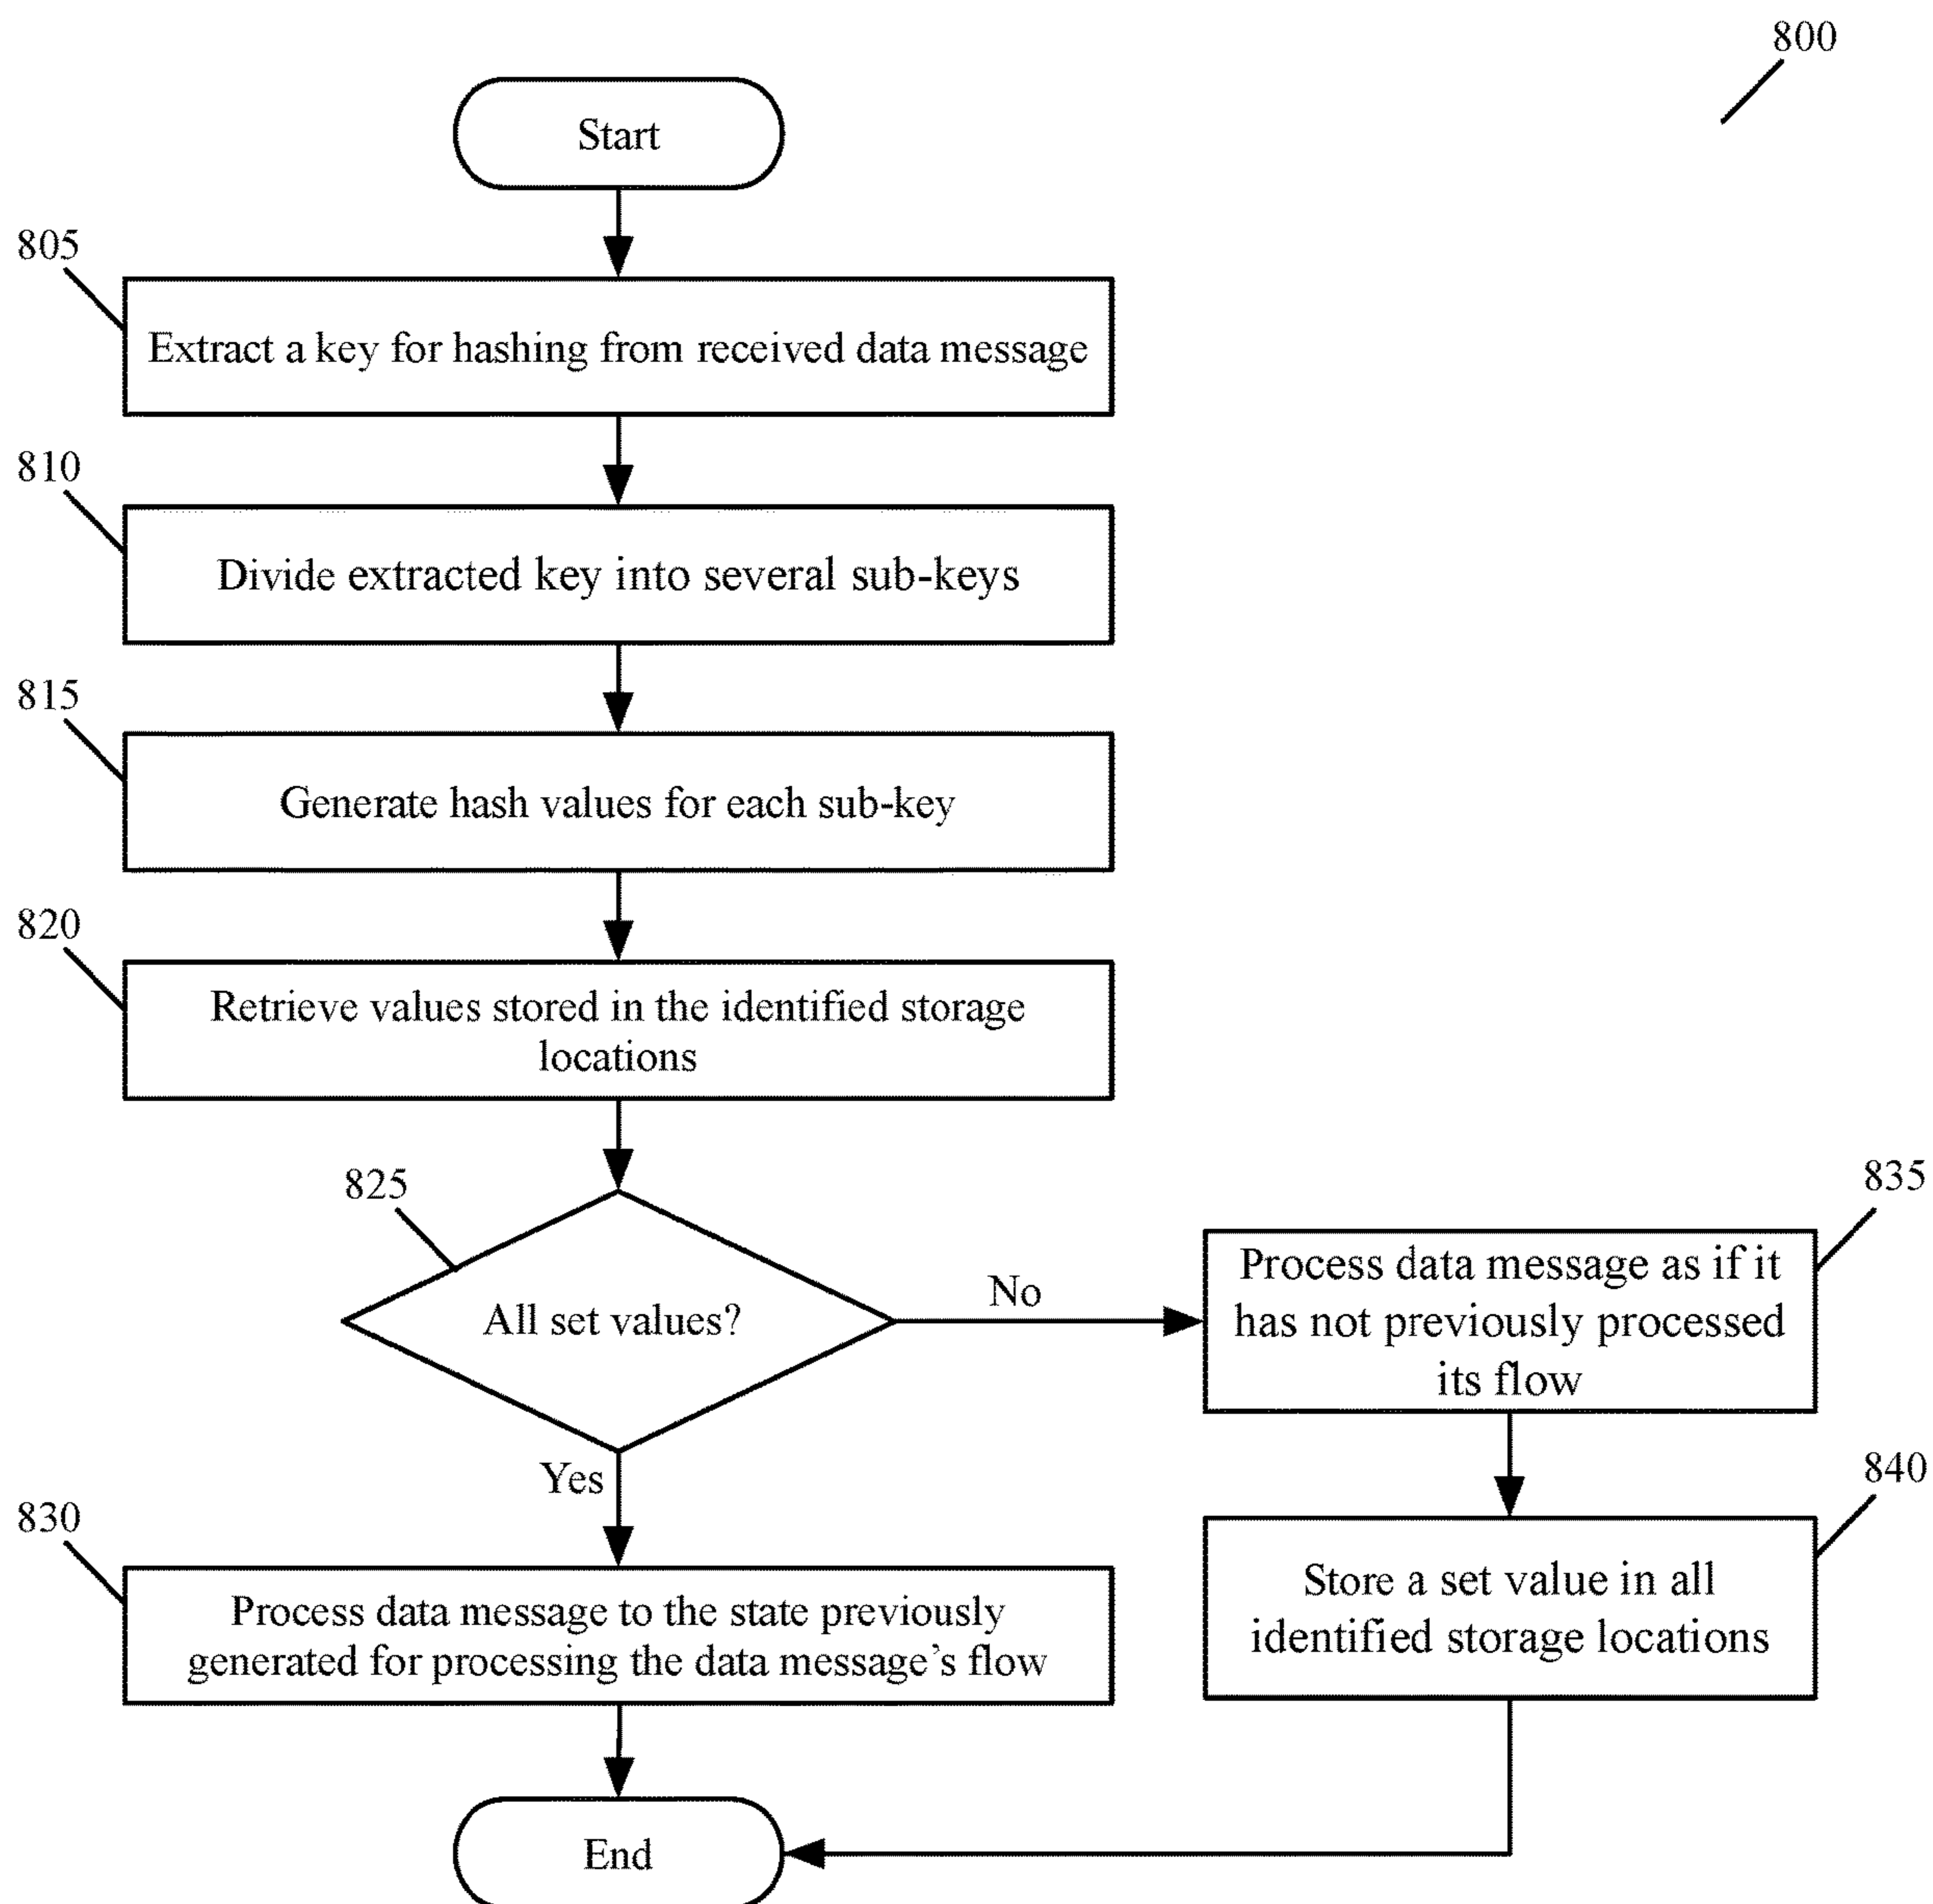 800
Start
805
Extract a key for hashing from received data message
810
Divide extracted key into several sub-keys
815
Generate hash values for each sub-key
820
Retrieve values stored in the identified storage
locations
825
All set values?
No
Yes
835
Process data message as if it
has not previously processed
its flow
840
Store a set value in all
identified storage locations
830
Process data message to the state previously
generated for processing the data message's flow
End